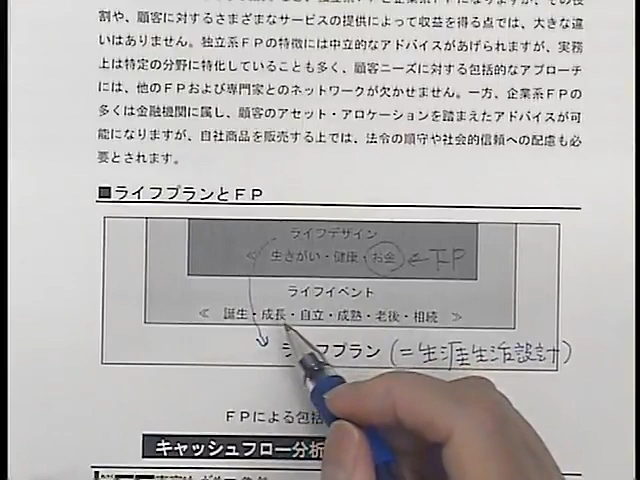 割や、顧客に対するさまざまなサービスの提供によって収益を得る点では、大きな違
いはありません。独立系ＦＰの特徴には中立的なアドバイスがあげられますが、実務
上は特定の分野に特化していることも多く、顧客ニーズに対する包括的なアプローチ
には、他のＦＰおよび専門家とのネットワークが欠かせません。一方、企業系ＦＰの
多くは金融機関に属し、顧客のアセット・アロケーションを踏まえたアドバイスが可
能になりますが、自社商品を販売する上では、法令の順守や社会的信頼への配慮も必
要とされます。
■ライフプランとＦＰ
ライフデザイン
≪ 生きがい・健康・お金 ←FP
ライフイベント
≪ 誕生・成長・自立・成熟・老後・相続 ≫
フプラン (=生涯生活設計)
ＦＰによる包括
キャッシュフロー分析